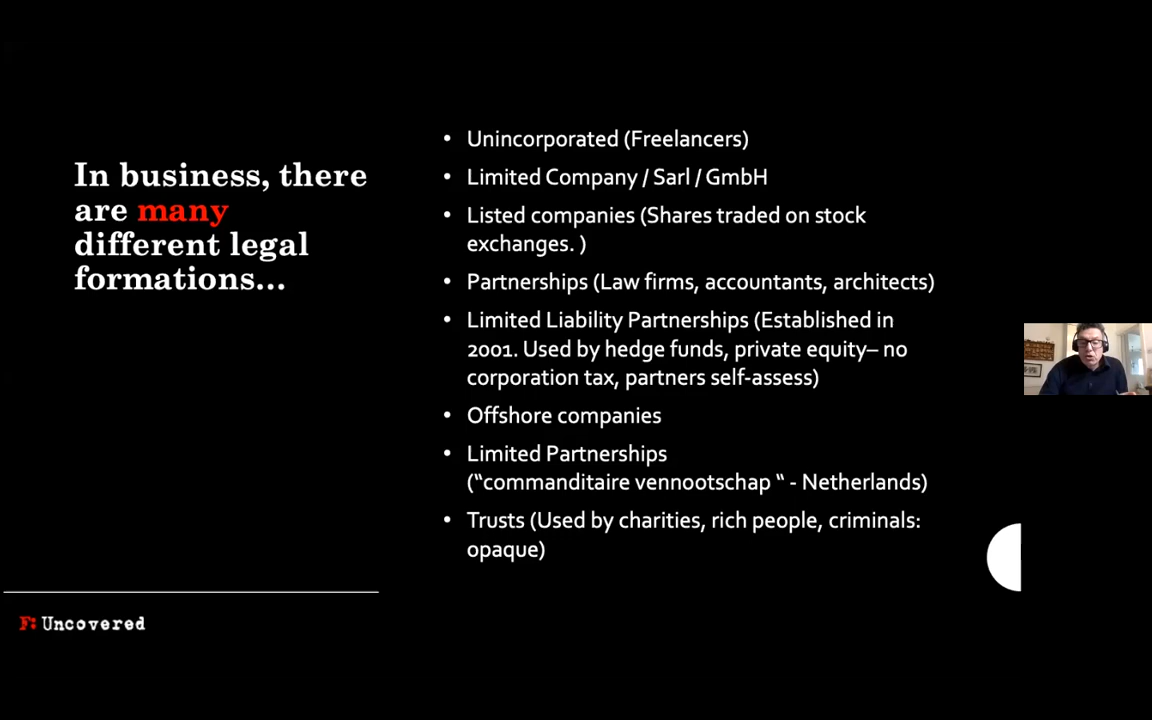 In business, there
are many
different legal
formations...
• Unincorporated (Freelancers)
• Limited Company / Sarl / GmbH
• Listed companies (Shares traded on stock
exchanges. )
• Partnerships (Law firms, accountants, architects)
• Limited Liability Partnerships (Established in
2001. Used by hedge funds, private equity– no
corporation tax, partners self-assess)
• Offshore companies
• Limited Partnerships
(“commanditaire vennootschap “ - Netherlands)
• Trusts (Used by charities, rich people, criminals:
opaque)
F: Uncovered